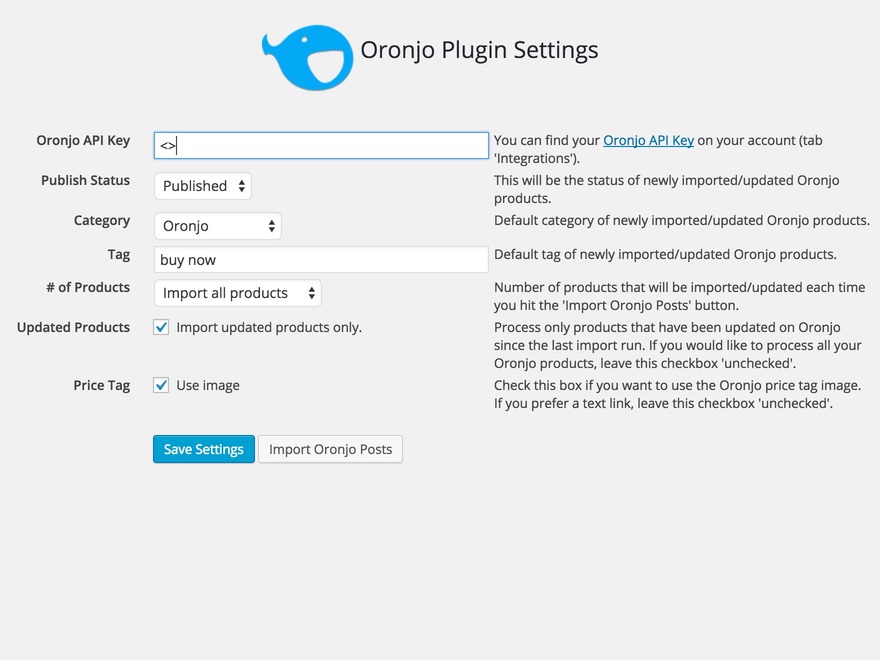 Oronjo Plugin Settings
Oronjo API Key
<>
You can find your Oronjo API Key on your account (tab
'Integrations').
Publish Status
Published
This will be the status of newly imported/updated Oronjo
products.
Category
Oronjo
Default category of newly imported/updated Oronjo products.
Tag
buy now
Default tag of newly imported/updated Oronjo products.
# of Products
Import all products
Number of products that will be imported/updated each time
you hit the 'Import Oronjo Posts' button.
Updated Products
Import updated products only.
Process only products that have been updated on Oronjo
since the last import run. If you would like to process all your
Oronjo products, leave this checkbox 'unchecked'.
Price Tag
Use image
Check this box if you want to use the Oronjo price tag image.
If you prefer a text link, leave this checkbox 'unchecked'.
Save Settings
Import Oronjo Posts